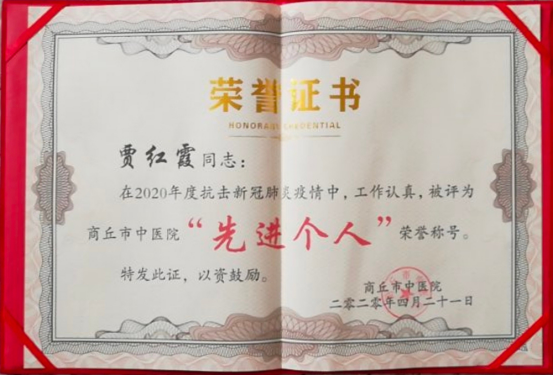 荣誉证书
HONORARY CREDENTIAL
贾红霞同志：
在2020年度抗击新冠肺炎疫情中，工作认真，被评为
商丘市中医院“先进个人”荣誉称号。
特发此证，以资鼓励。
商丘市中医院
二零二零年四月二十一日